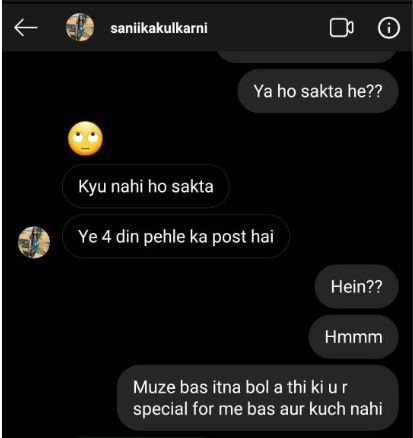 saniikakulkarni
Ya ho sakta he??
🙄
Kyu nahi ho sakta
Ye 4 din pehle ka post hai
Hein??
Hmmm
Muze bas itna bol a thi ki u r
special for me bas aur kuch nahi